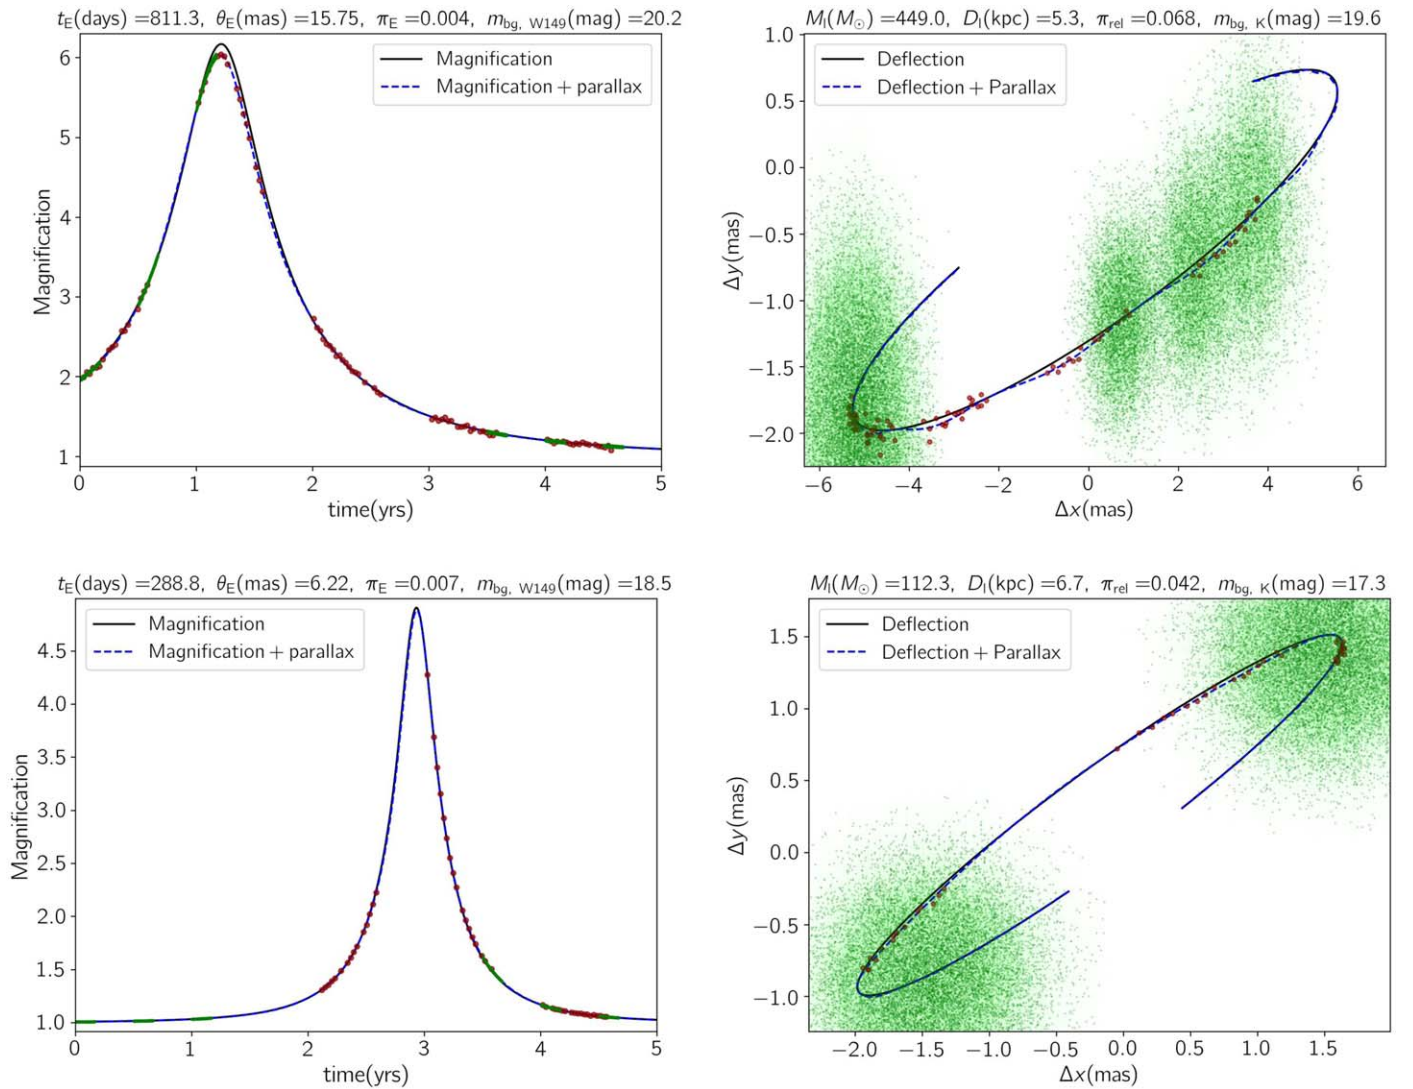 t_E(days) =811.3, θ_E(mas) =15.75, π_E =0.004, m_bg, W149(mag) =20.2
Magnification
Magnification + parallax
6
5
4
3
2
1
Magnification
0 1 2 3 4 5
time(yrs)
M_l(M_⊙) =449.0, D_l(kpc) =5.3, π_rel =0.068, m_bg, K(mag) =19.6
Deflection
Deflection + Parallax
1.0
0.5
0.0
−0.5
−1.0
−1.5
−2.0
Δy(mas)
−6 −4 −2 0 2 4 6
Δx(mas)
t_E(days) =288.8, θ_E(mas) =6.22, π_E =0.007, m_bg, W149(mag) =18.5
Magnification
Magnification + parallax
4.5
4.0
3.5
3.0
2.5
2.0
1.5
1.0
Magnification
0 1 2 3 4 5
time(yrs)
M_l(M_⊙) =112.3, D_l(kpc) =6.7, π_rel =0.042, m_bg, K(mag) =17.3
Deflection
Deflection + Parallax
1.5
1.0
0.5
0.0
−0.5
−1.0
Δy(mas)
−2.0 −1.5 −1.0 −0.5 0.0 0.5 1.0 1.5
Δx(mas)